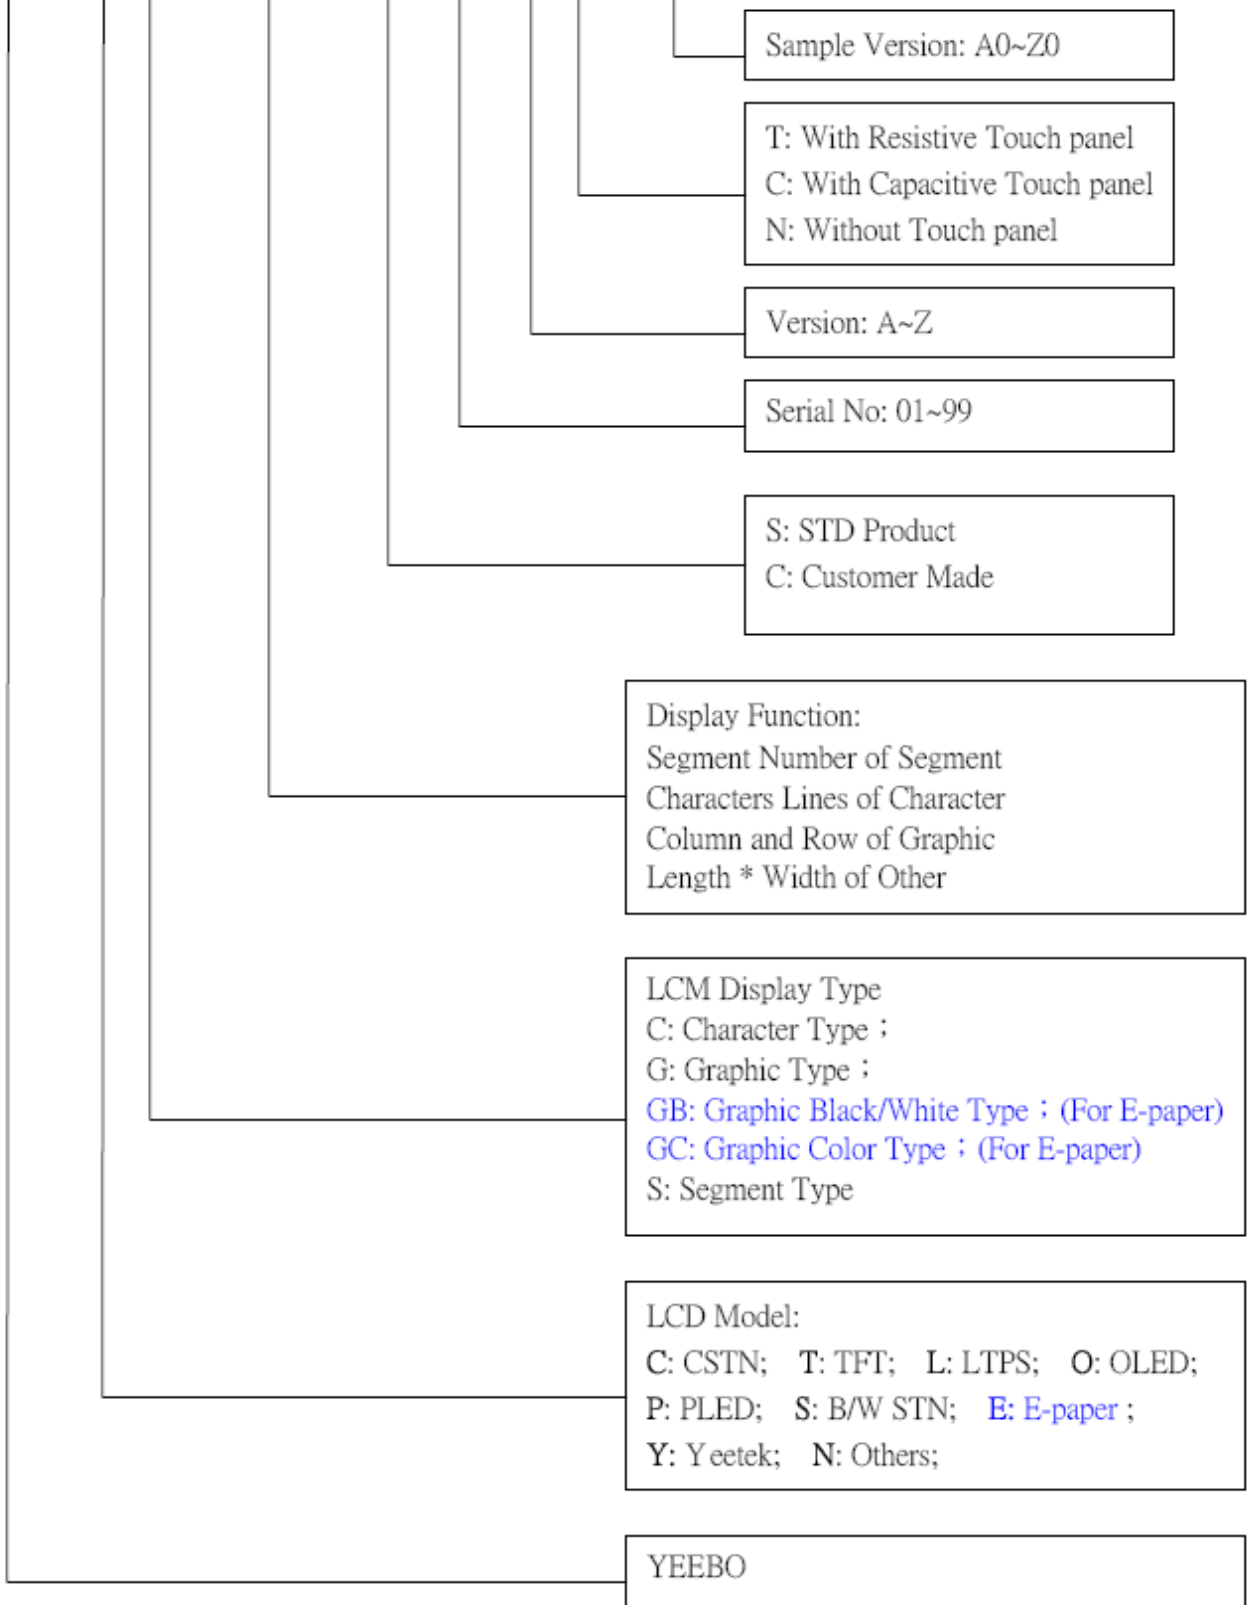 Sample Version: A0~Z0
T: With Resistive Touch panel
C: With Capacitive Touch panel
N: Without Touch panel
Version: A~Z
Serial No: 01~99
S: STD Product
C: Customer Made
Display Function:
Segment Number of Segment
Characters Lines of Character
Column and Row of Graphic
Length * Width of Other
LCM Display Type
C: Character Type；
G: Graphic Type；
GB: Graphic Black/White Type；(For E-paper)
GC: Graphic Color Type；(For E-paper)
S: Segment Type
LCD Model:
C: CSTN; T: TFT; L: LTPS; O: OLED;
P: PLED; S: B/W STN; E: E-paper ;
Y: Yeetek; N: Others;
YEEBO